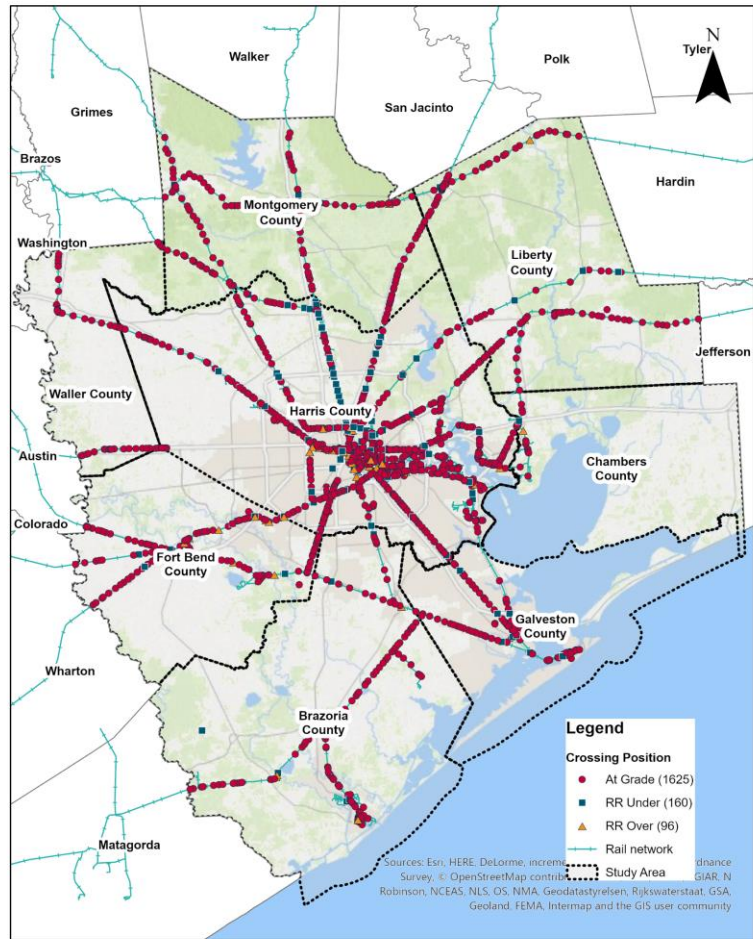 Walker
Polk
Tyler
N
San Jacinto
Grimes
Brazos
Hardin
Montgomery
County
Washington
Liberty
County
Jefferson
Waller County
Harris County
Austin
Chambers
County
Colorado
Fort Bend
County
Galveston
County
Wharton
Brazoria
County
Matagorda
Legend
Crossing Position
At Grade (1625)
RR Under (160)
RR Over (96)
Rail network
Study Area
Sources: Esri, HERE, DeLorme, increme rdnance
Survey, © OpenStreetMap contrib GIAR, N
Robinson, NCEAS, NLS, OS, NMA, Geodatastyrelsen, Rijkswaterstaat, GSA,
Geoland, FEMA, Intermap and the GIS user community